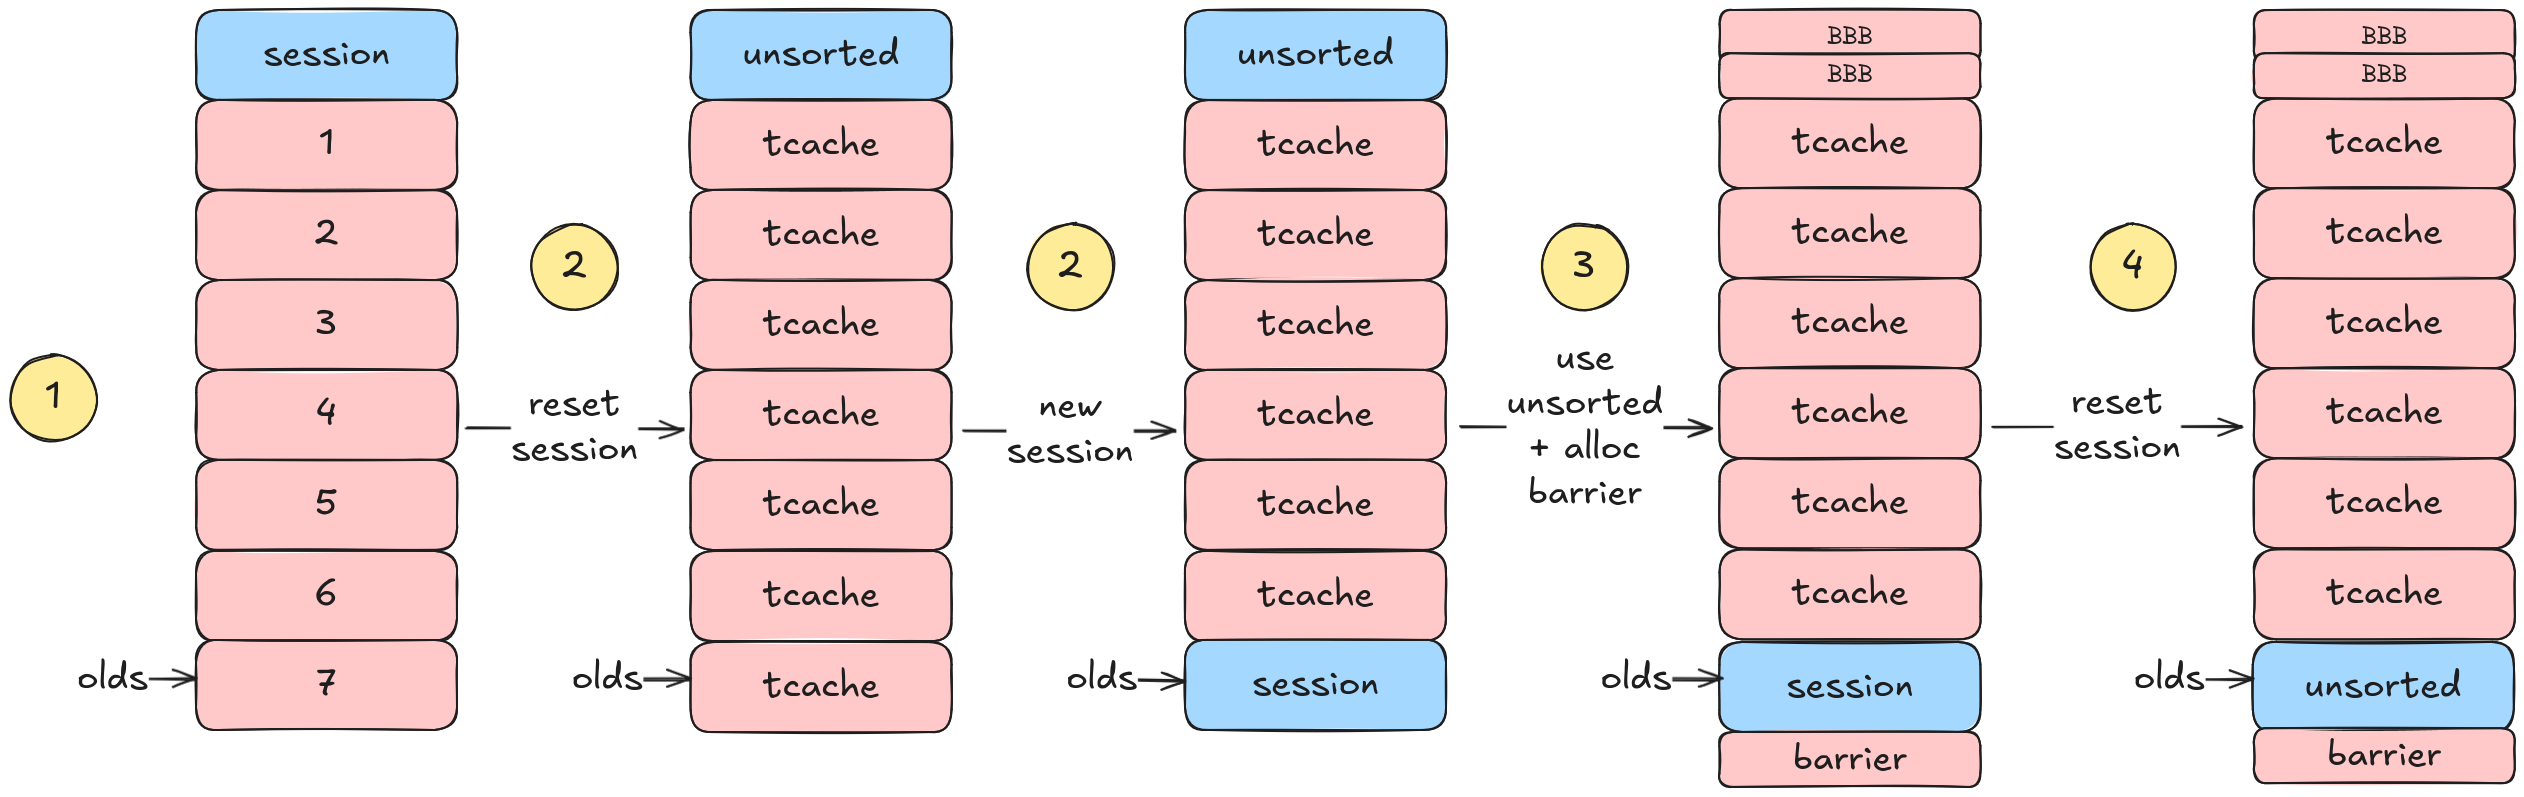 1
session
1
2
3
4
5
6
7
olds
2
reset
session
unsorted
tcache
tcache
tcache
tcache
tcache
tcache
tcache
olds
2
new
session
unsorted
tcache
tcache
tcache
tcache
tcache
tcache
session
olds
3
use
unsorted
+ alloc
barrier
BBB
BBB
tcache
tcache
tcache
tcache
tcache
tcache
session
barrier
olds
4
reset
session
BBB
BBB
tcache
tcache
tcache
tcache
tcache
tcache
unsorted
barrier
olds